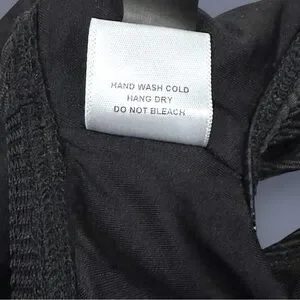 HAND WASH COLD
HANG DRY
DO NOT BLEACH